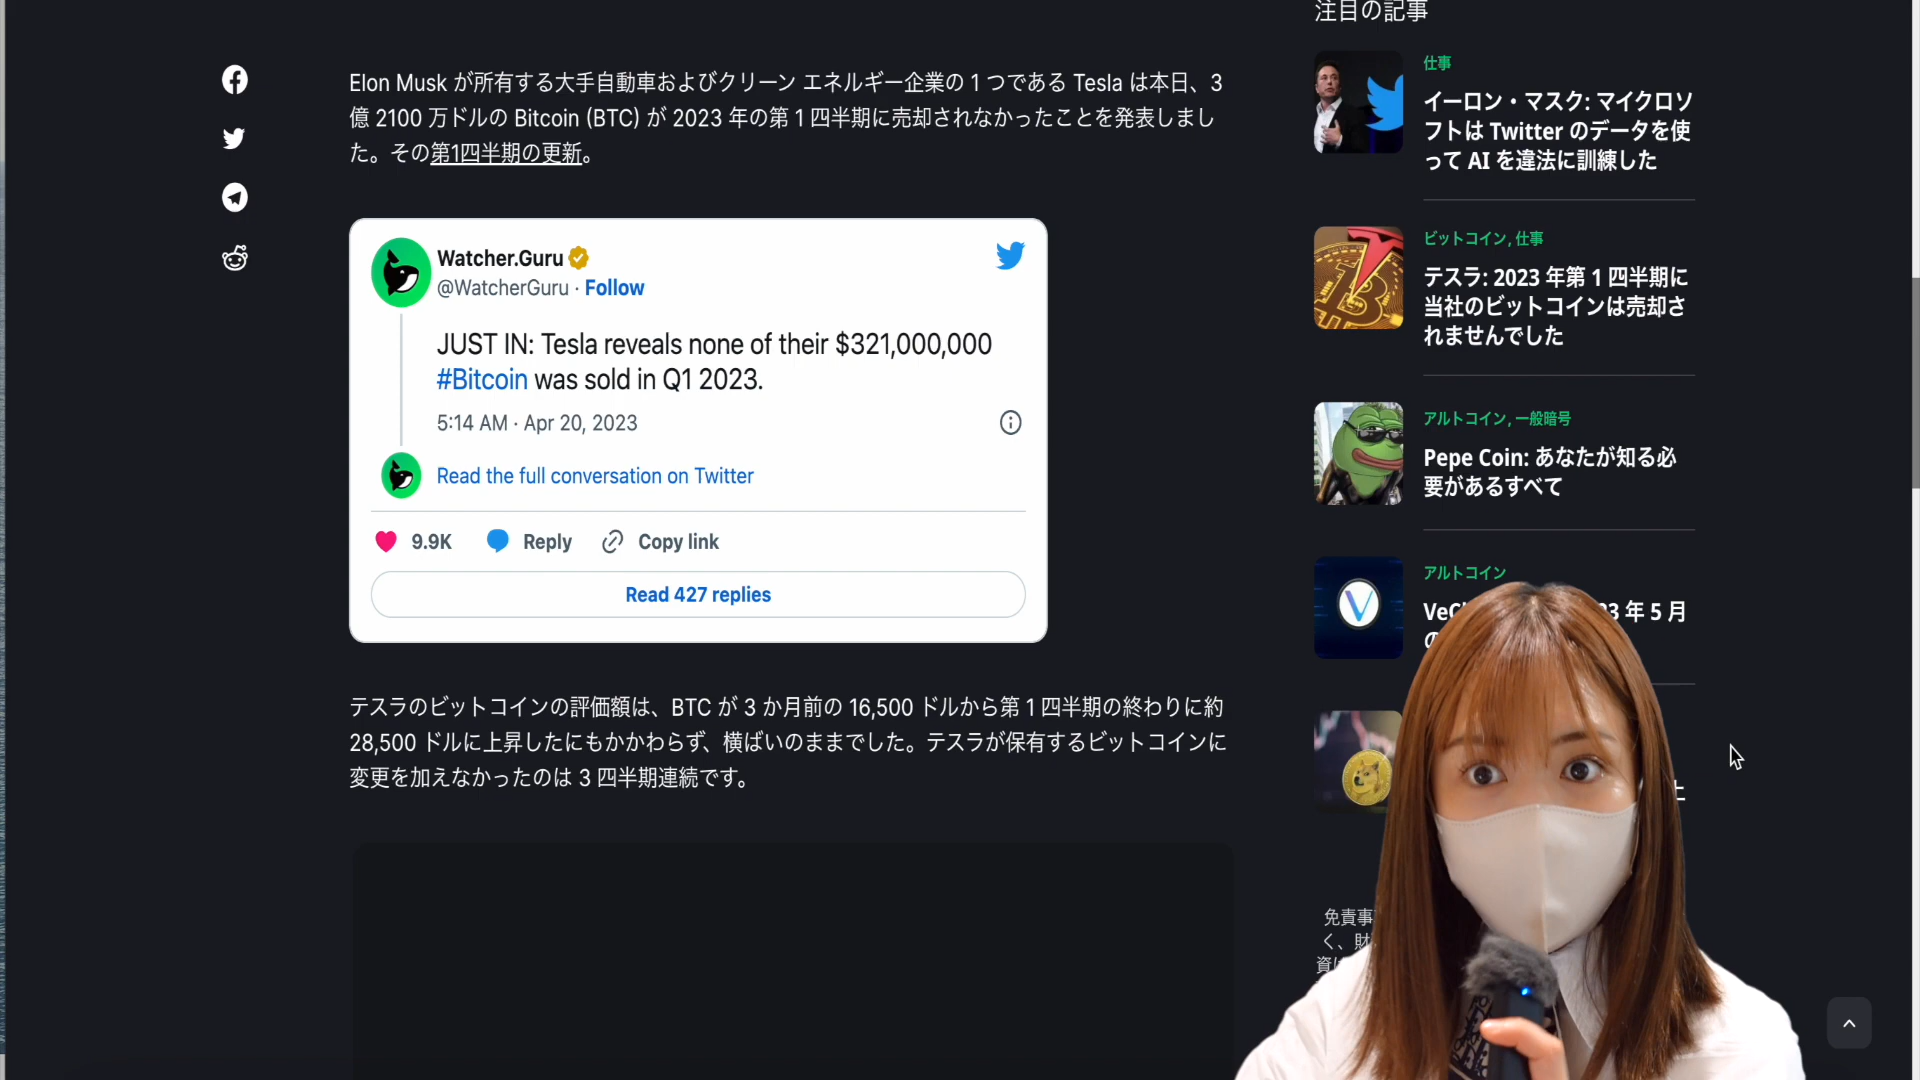 注目の記事
Elon Musk が所有する大手自動車およびクリーン エネルギー企業の 1 つである Tesla は本日、3
億 2100 万ドルの Bitcoin (BTC) が 2023 年の第 1 四半期に売却されなかったことを発表しまし
た。その第1四半期の更新。
Watcher.Guru
@WatcherGuru · Follow
JUST IN: Tesla reveals none of their $321,000,000
#Bitcoin was sold in Q1 2023.
5:14 AM · Apr 20, 2023
Read the full conversation on Twitter
9.9K Reply Copy link
Read 427 replies
テスラのビットコインの評価額は、BTC が 3 か月前の 16,500 ドルから第 1 四半期の終わりに約
28,500 ドルに上昇したにもかかわらず、横ばいのままでした。テスラが保有するビットコインに
変更を加えなかったのは 3 四半期連続です。
仕事
イーロン・マスク: マイクロソ
フトは Twitter のデータを使
って AI を違法に訓練した
ビットコイン, 仕事
テスラ: 2023 年第 1 四半期に
当社のビットコインは売却さ
れませんでした
アルトコイン, 一般暗号
Pepe Coin: あなたが知る必
要があるすべて
アルトコイン
3 年 5 月
の
免責事
く、財